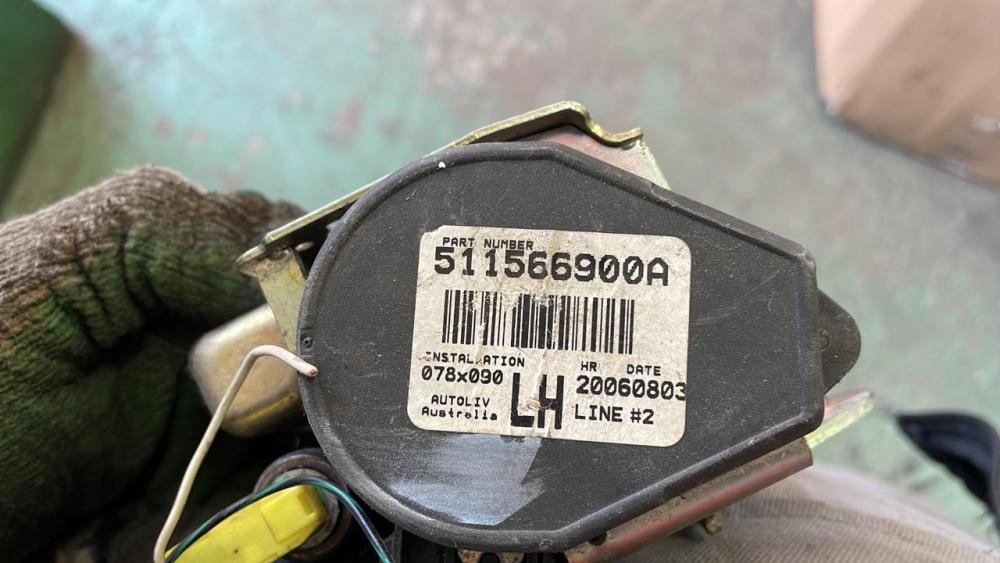 PART NUMBER
511566900A
INSTALLATION
078x090
AUTOLIV
Australia
LH
HR DATE
20060803
LINE #2